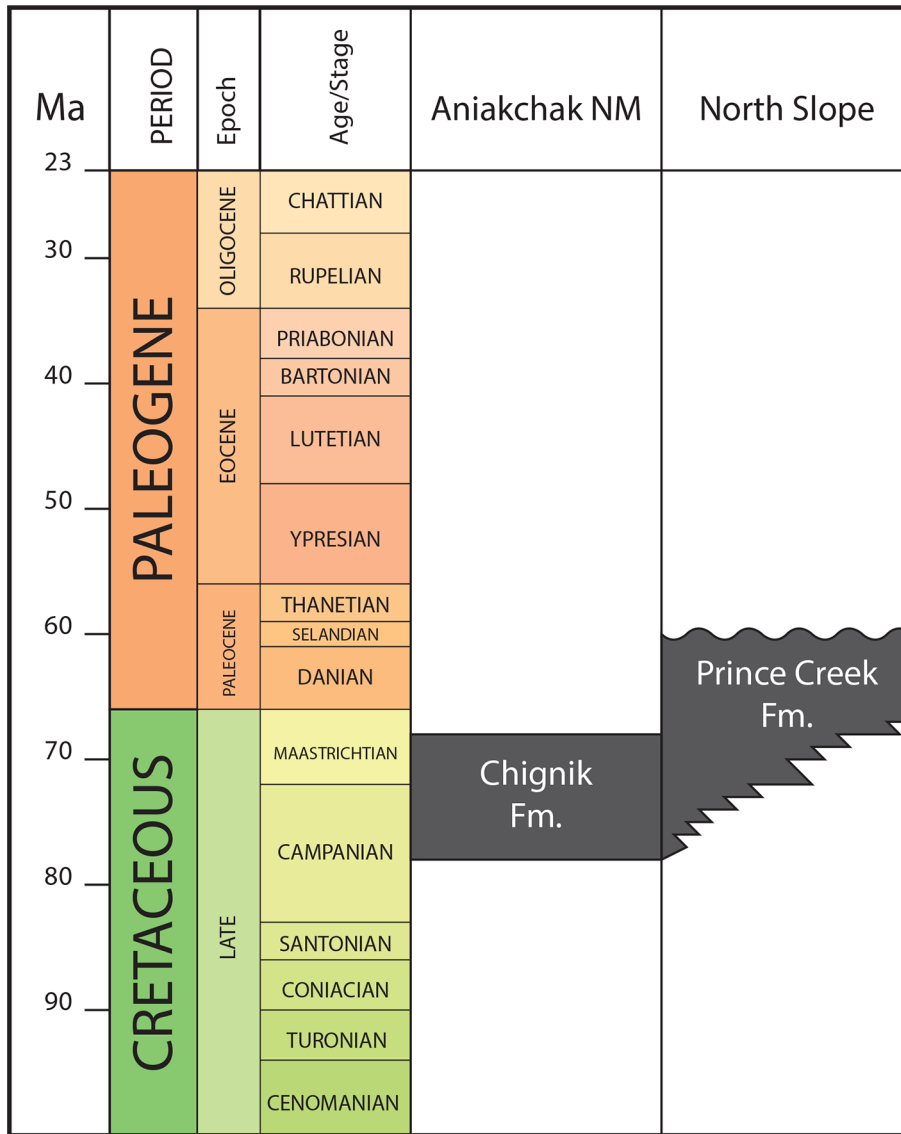 Ma
PERIOD
Epoch
Age/Stage
Aniakchak NM
North Slope
23
30
40
50
60
70
80
90
PALEOGENE
CRETACEOUS
OLIGOCENE
EOCENE
PALEOCENE
LATE
CHATTIAN
RUPELIAN
PRIABONIAN
BARTONIAN
LUTETIAN
YPRESIAN
THANETIAN
SELANDIAN
DANIAN
MAASTRICHTIAN
CAMPANIAN
SANTONIAN
CONIACIAN
TURONIAN
CENOMANIAN
Chignik
Fm.
Prince Creek
Fm.